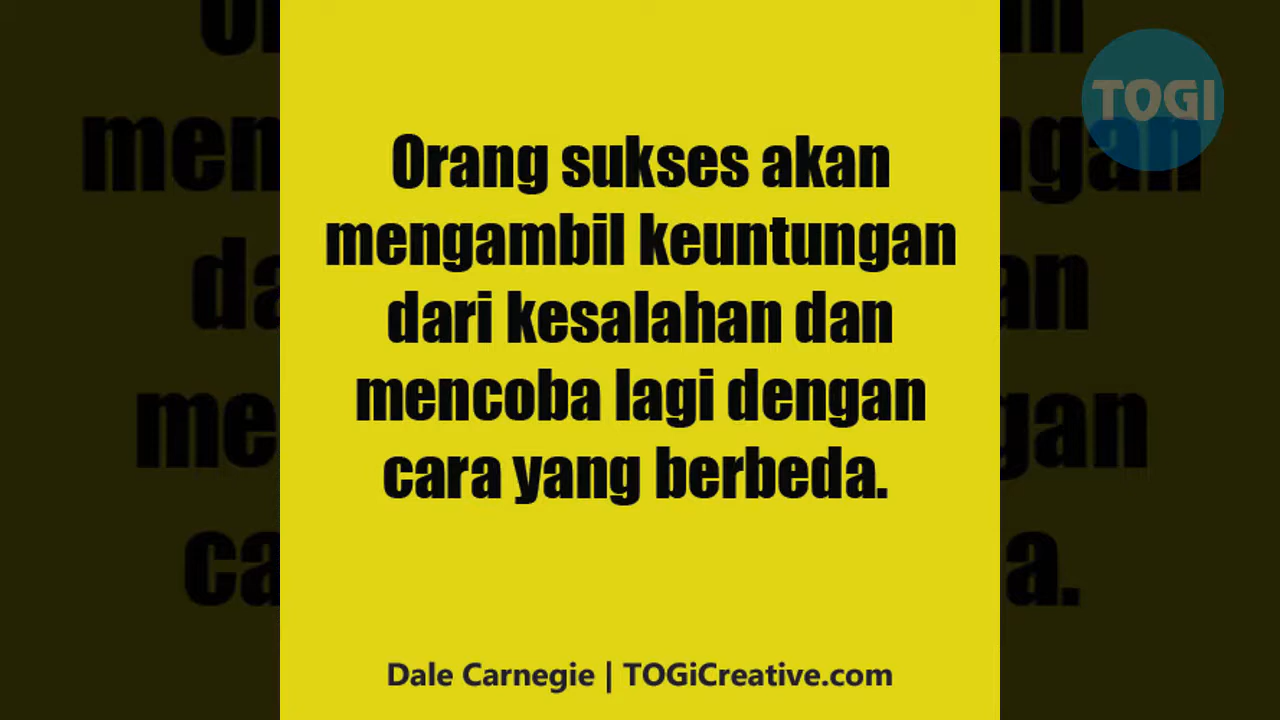 TOGI
Orang sukses akan
mengambil keuntungan
dari kesalahan dan
mencoba lagi dengan
cara yang berbeda.
Dale Carnegie | TOGiCreative.com